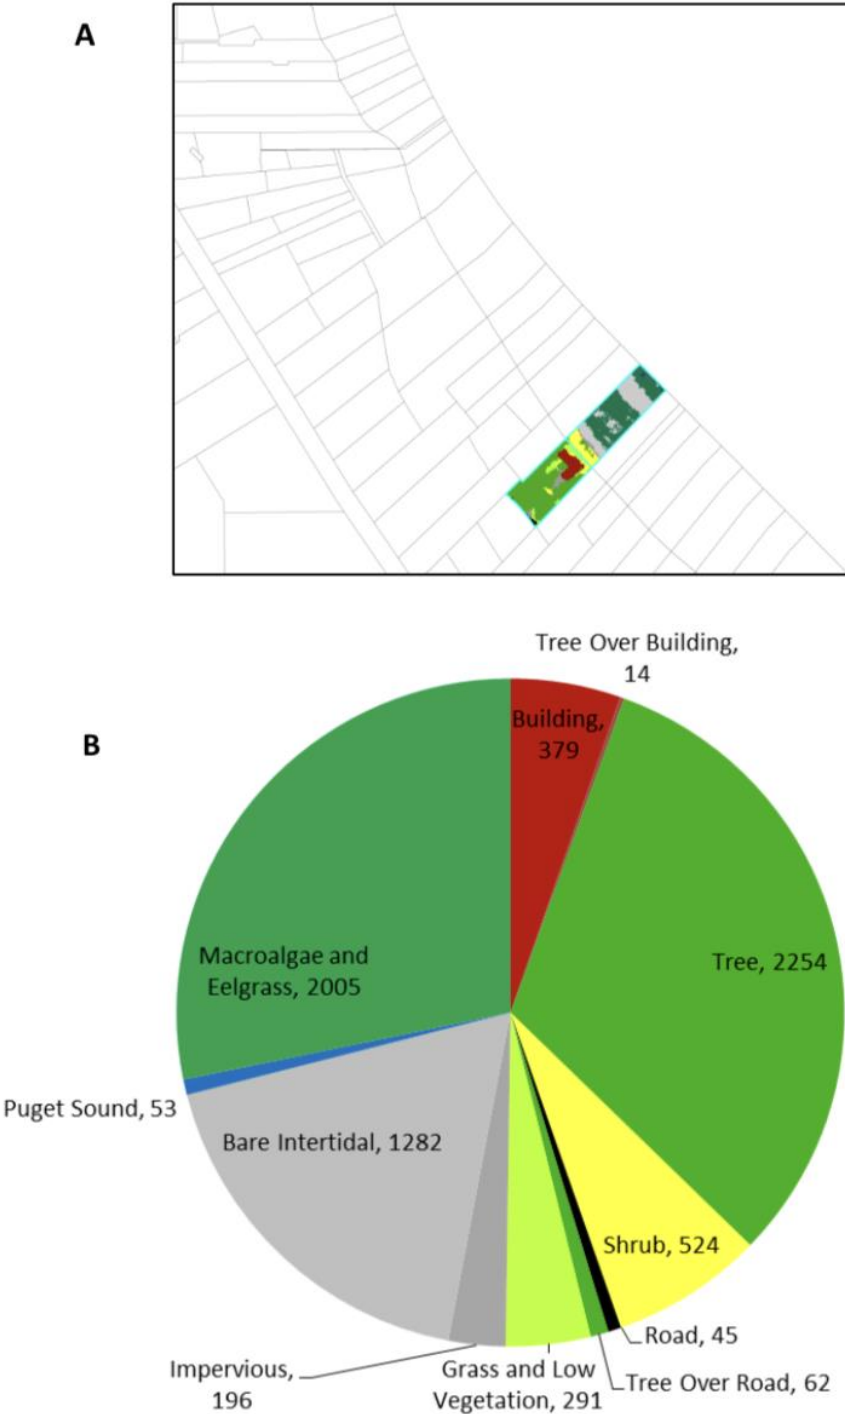 A
B
Tree Over Building,
14
Building,
379
Tree, 2254
Macroalgae and
Eelgrass, 2005
Puget Sound, 53
Bare Intertidal, 1282
Shrub, 524
Road, 45
Impervious,
196
Grass and Low
Vegetation, 291
Tree Over Road, 62